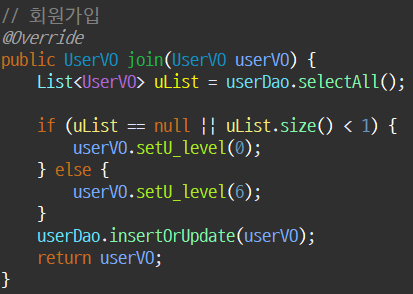 // 회원가입
@Override
public UserVO join(UserVO userVO) {
    List<UserVO> uList = userDao.selectAll();

    if (uList == null || uList.size() < 1) {
        userVO.setU_level(0);
    } else {
        userVO.setU_level(6);
    }
    userDao.insertOrUpdate(userVO);
    return userVO;
}